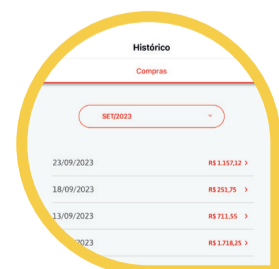 Histórico
Compras
SET/2023
23/09/2023 R$ 1.157,12 >
18/09/2023 R$ 251,75 >
13/09/2023 R$ 711,55 >
/2023 R$ 1.718,25 >